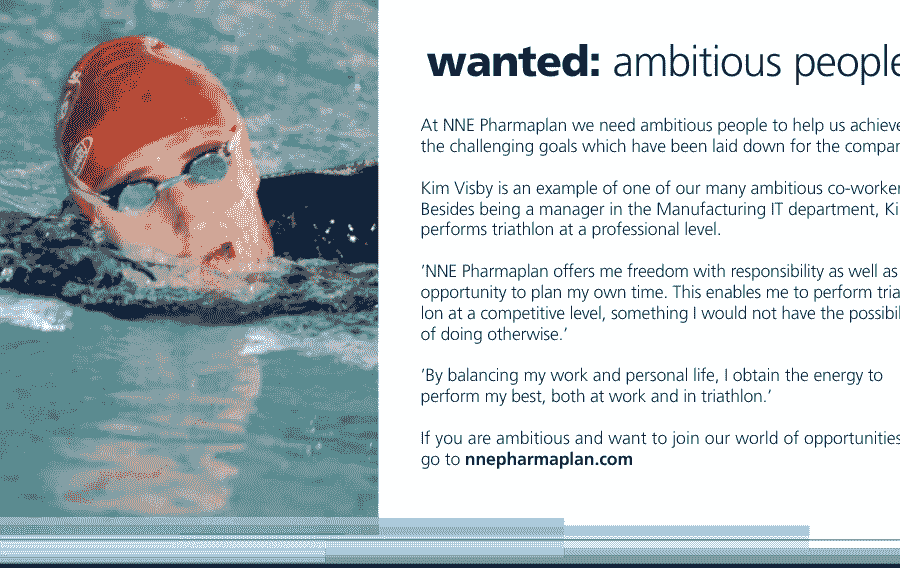 wanted: ambitious people
At NNE Pharmaplan we need ambitious people to help us achieve
the challenging goals which have been laid down for the compan
Kim Visby is an example of one of our many ambitious co-worker
Besides being a manager in the Manufacturing IT department, Ki
performs triathlon at a professional level.
‘NNE Pharmaplan offers me freedom with responsibility as well as
opportunity to plan my own time. This enables me to perform tria
lon at a competitive level, something I would not have the possibil
of doing otherwise.’
‘By balancing my work and personal life, I obtain the energy to
perform my best, both at work and in triathlon.’
If you are ambitious and want to join our world of opportunities
go to nnepharmaplan.com